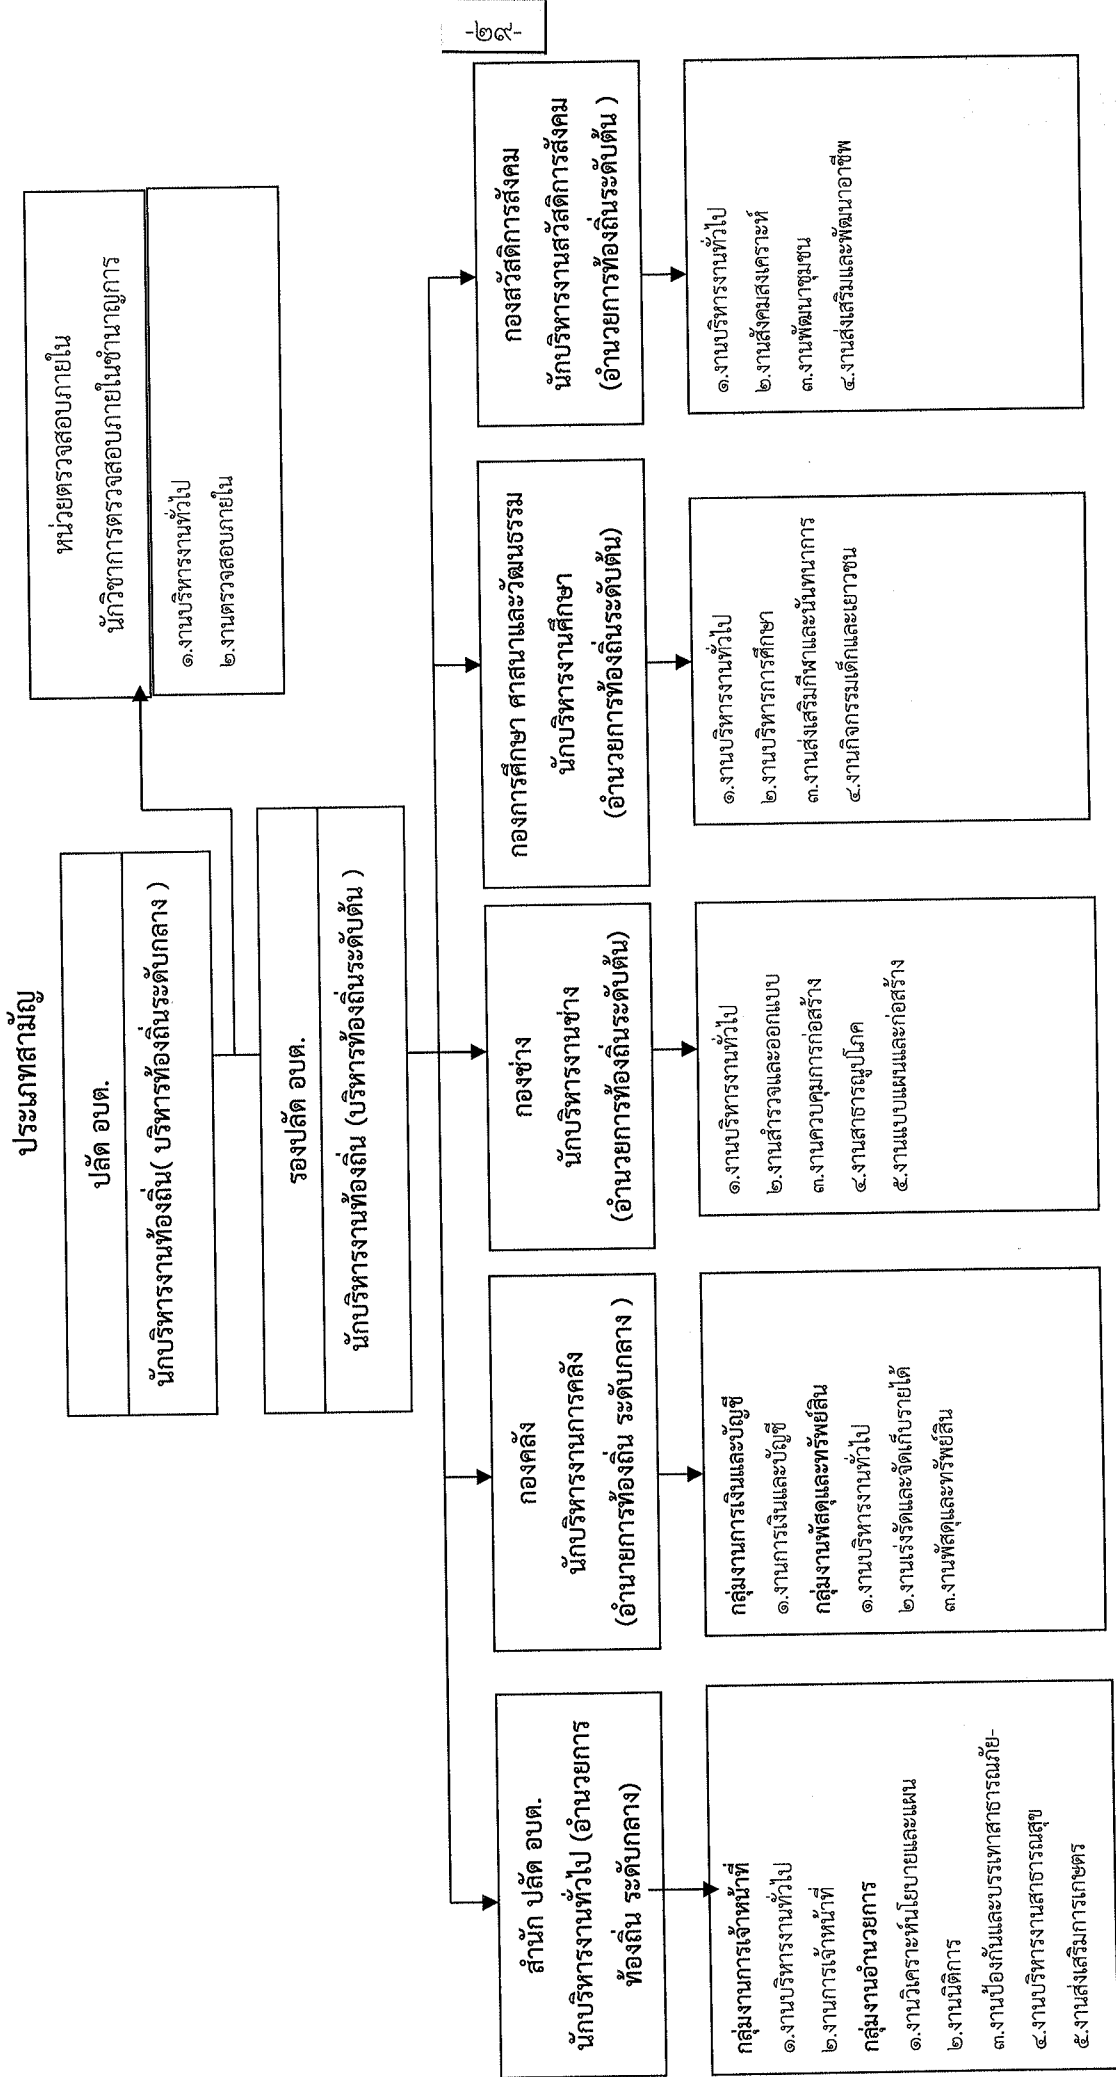 -๒๙-
ประเภทสามัญ
ปลัด อบต.
นักบริหารงานท้องถิ่น( บริหารท้องถิ่นระดับกลาง )
หน่วยตรวจสอบภายใน
นักวิชาการตรวจสอบภายในชำนาญการ
๑.งานบริหารงานทั่วไป
๒.งานตรวจสอบภายใน
รองปลัด อบต.
นักบริหารงานท้องถิ่น (บริหารท้องถิ่นระดับต้น )
สำนัก ปลัด อบต.
นักบริหารงานทั่วไป (อำนวยการ
ท้องถิ่น ระดับกลาง)
กลุ่มงานการเจ้าหน้าที่
๑.งานบริหารงานทั่วไป
๒.งานการเจ้าหน้าที่
กลุ่มงานอำนวยการ
๑.งานวิเคราะห์นโยบายและแผน
๒.งานนิติการ
๓.งานป้องกันและบรรเทาสาธารณภัย-
๔.งานบริหารงานสาธารณสุข
๕.งานส่งเสริมการเกษตร
กองคลัง
นักบริหารงานการคลัง
(อำนายการท้องถิ่น ระดับกลาง )
กลุ่มงานการเงินและบัญชี
๑.งานการเงินและบัญชี
กลุ่มงานพัสดุและทรัพย์สิน
๑.งานบริหารงานทั่วไป
๒.งานเร่งรัดและจัดเก็บรายได้
๓.งานพัสดุและทรัพย์สิน
กองช่าง
นักบริหารงานช่าง
(อำนวยการท้องถิ่นระดับต้น)
๑.งานบริหารงานทั่วไป
๒.งานสำรวจและออกแบบ
๓.งานควบคุมการก่อสร้าง
๔.งานสาธารณูปโภค
๕.งานแบบแผนและก่อสร้าง
กองการศึกษา ศาสนาและวัฒนธรรม
นักบริหารงานศึกษา
(อำนวยการท้องถิ่นระดับต้น)
๑.งานบริหารงานทั่วไป
๒.งานบริหารการศึกษา
๓.งานส่งเสริมกีฬาและนันทนาการ
๔.งานกิจกรรมเด็กและเยาวชน
กองสวัสดิการสังคม
นักบริหารงานสวัสดิการสังคม
(อำนวยการท้องถิ่นระดับต้น )
๑.งานบริหารงานทั่วไป
๒.งานสังคมสงเคราะห์
๓.งานพัฒนาชุมชน
๔.งานส่งเสริมและพัฒนาอาชีพ